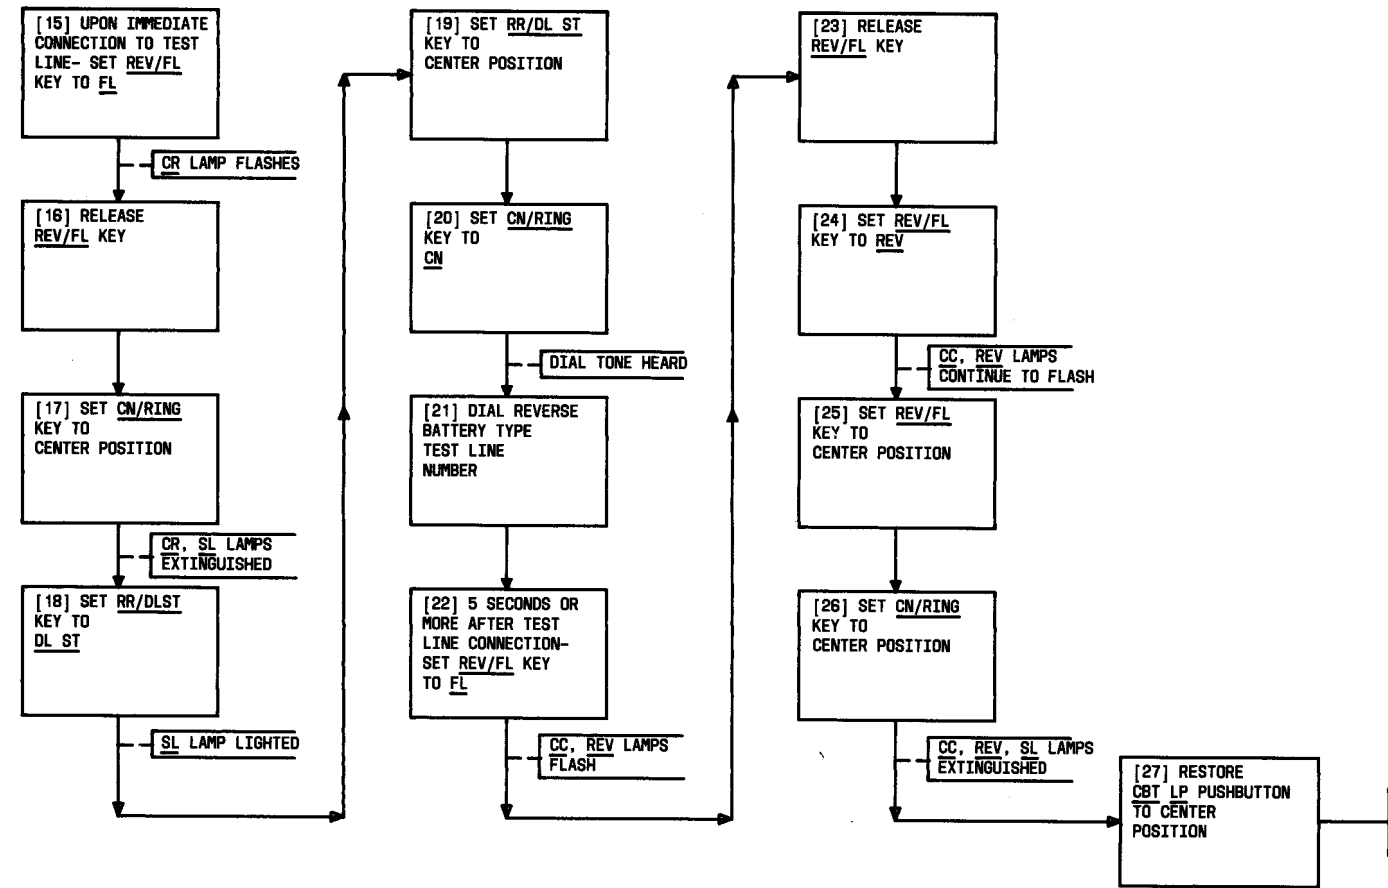 [15] UPON IMMEDIATE
CONNECTION TO TEST
LINE- SET REV/FL
KEY TO FL
CR LAMP FLASHES
[16] RELEASE
REV/FL KEY
[17] SET CN/RING
KEY TO
CENTER POSITION
CR, SL LAMPS
EXTINGUISHED
[18] SET RR/DLST
KEY TO
DL ST
SL LAMP LIGHTED
[19] SET RR/DL ST
KEY TO
CENTER POSITION
[20] SET CN/RING
KEY TO
CN
DIAL TONE HEARD
[21] DIAL REVERSE
BATTERY TYPE
TEST LINE
NUMBER
[22] 5 SECONDS OR
MORE AFTER TEST
LINE CONNECTION-
SET REV/FL KEY
TO FL
CC, REV LAMPS
FLASH
[23] RELEASE
REV/FL KEY
[24] SET REV/FL
KEY TO REV
CC, REV LAMPS
CONTINUE TO FLASH
[25] SET REV/FL
KEY TO
CENTER POSITION
[26] SET CN/RING
KEY TO
CENTER POSITION
CC, REV, SL LAMPS
EXTINGUISHED
[27] RESTORE
CBT LP PUSHBUTTON
TO CENTER
POSITION